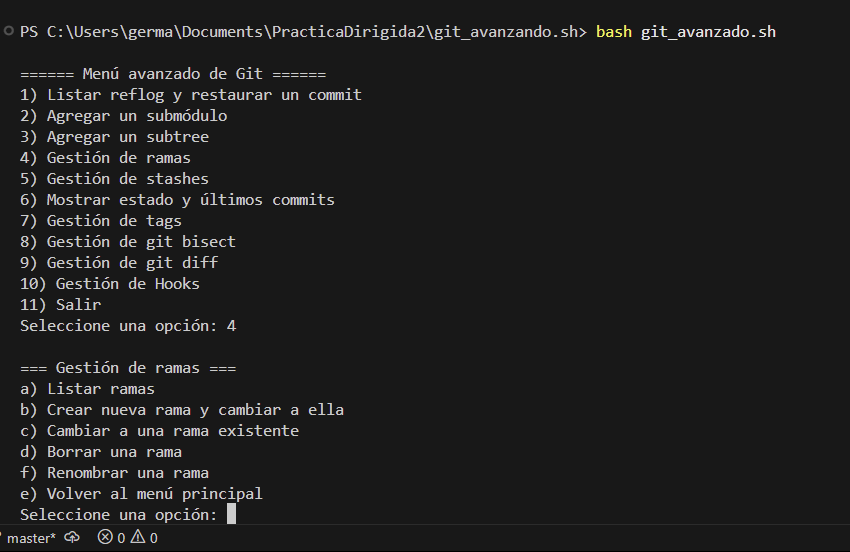 PS C:\Users\germa\Documents\PracticaDirigida2\git_avanzando.sh> bash git_avanzado.sh
====== Menú avanzado de Git ======
1) Listar reflog y restaurar un commit
2) Agregar un submódulo
3) Agregar un subtree
4) Gestión de ramas
5) Gestión de stashes
6) Mostrar estado y últimos commits
7) Gestión de tags
8) Gestión de git bisect
9) Gestión de git diff
10) Gestión de Hooks
11) Salir
Seleccione una opción: 4
=== Gestión de ramas ===
a) Listar ramas
b) Crear nueva rama y cambiar a ella
c) Cambiar a una rama existente
d) Borrar una rama
f) Renombrar una rama
e) Volver al menú principal
Seleccione una opción:
master* 0 0